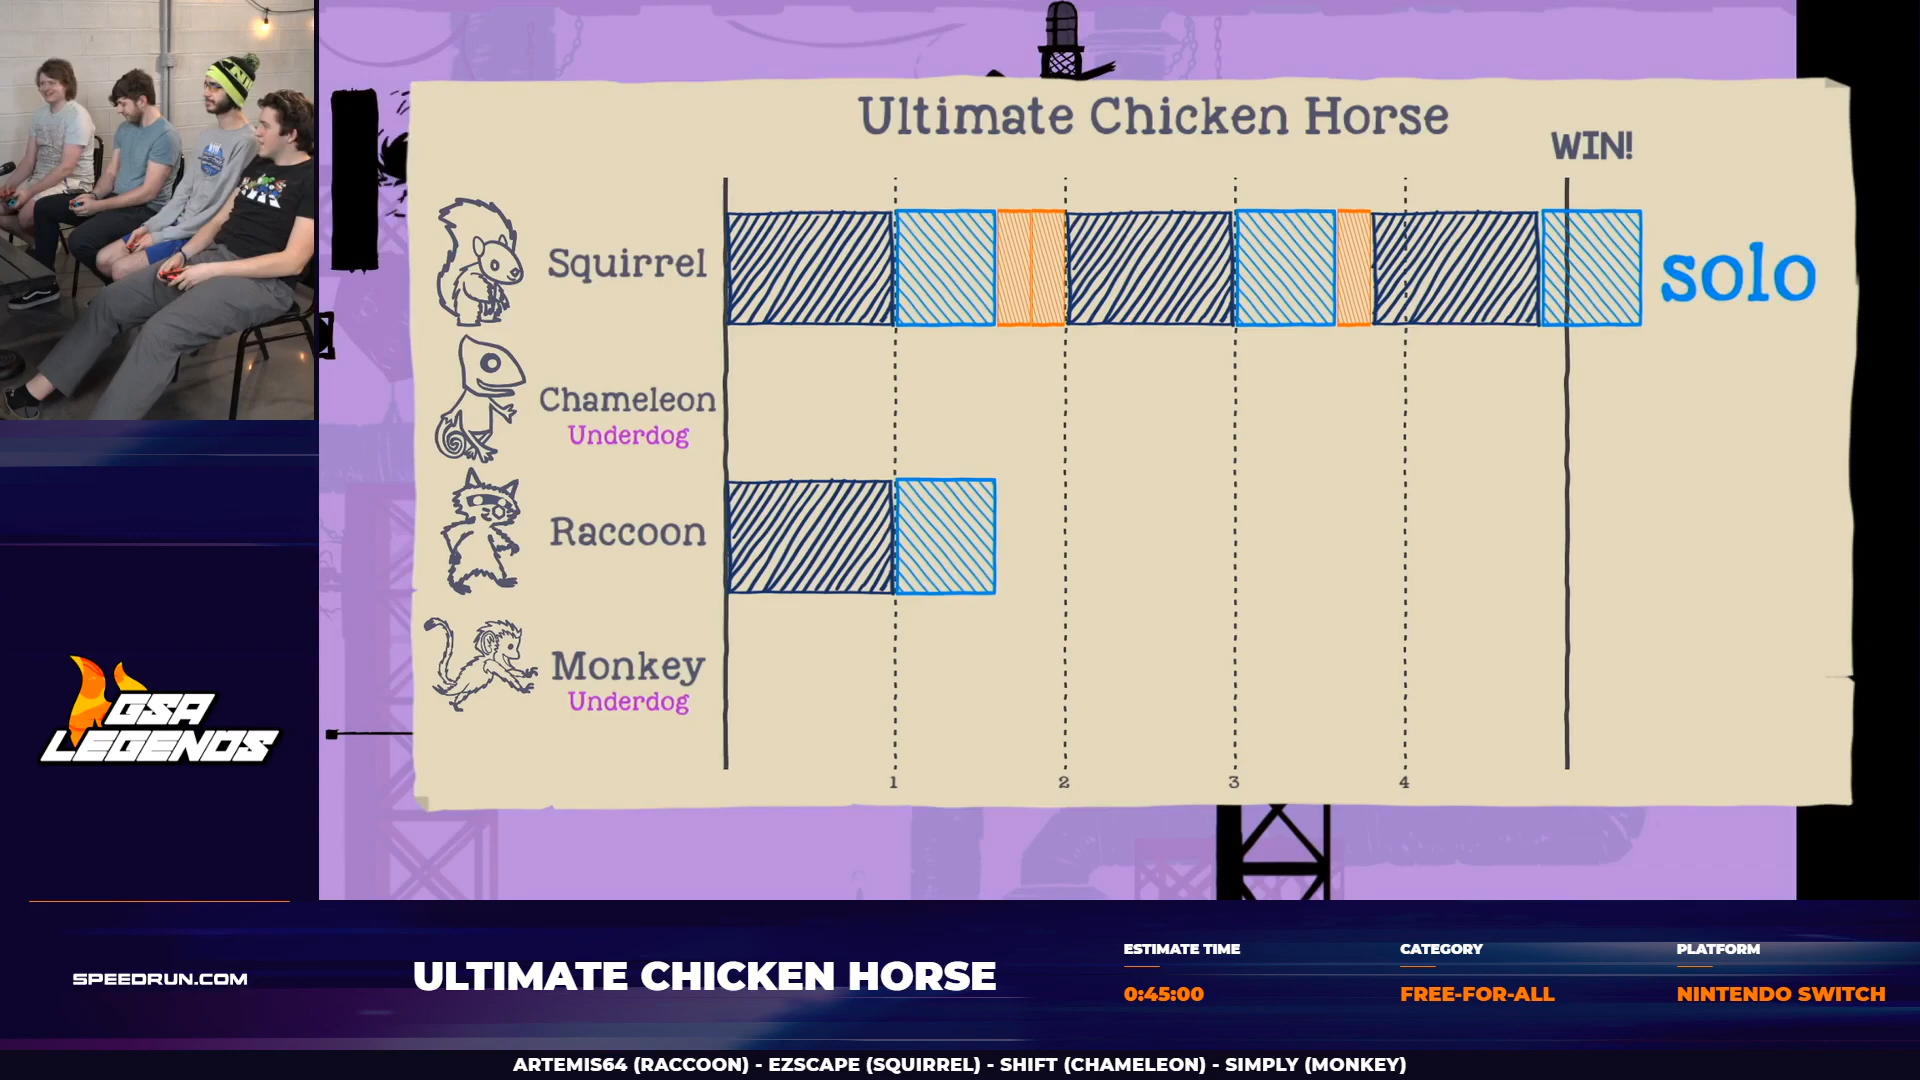 Ultimate Chicken Horse
WIN!
Squirrel
solo
Chameleon
Underdog
Raccoon
Monkey
Underdog
1 2 3 4
GSA
LEGENDS
SPEEDRUN.COM
ULTIMATE CHICKEN HORSE
ESTIMATE TIME
0:45:00
CATEGORY
FREE-FOR-ALL
PLATFORM
NINTENDO SWITCH
ARTEMIS64 (RACCOON) - EZSCAPE (SQUIRREL) - SHIFT (CHAMELEON) - SIMPLY (MONKEY)